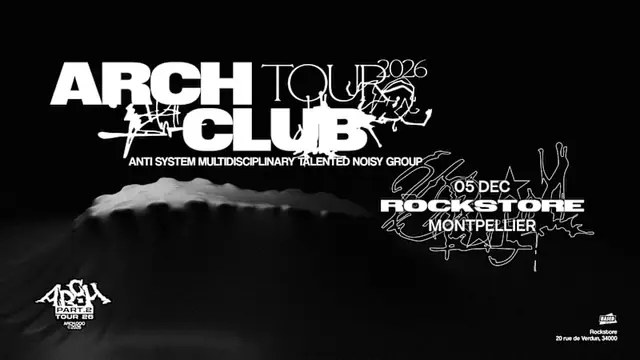 ARCH TOUR 2026
CLUB
ANTI SYSTEM MULTIDISCIPLINARY TALENTED NOISY GROUP
05 DEC
ROCKSTORE
MONTPELLIER
ARCH
PART.2
TOUR 26
Rockstore
20 rue de Verdun, 34000